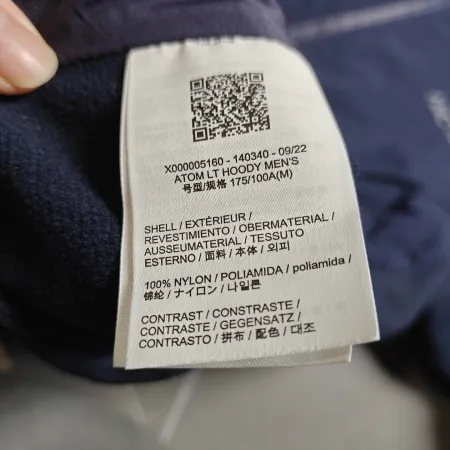 X000005160 - 140340 - 09/22
ATOM LT HOODY MEN'S
号型/规格 175/100A(M)
SHELL / EXTÉRIEUR /
REVESTIMIENTO / OBERMATERIAL /
AUSSEUMATERIAL / TESSUTO
ESTERNO / 面料 / 本体 / 외피
100% NYLON / POLIAMIDA / poliamida /
锦纶 / ナイロン / 나일론
CONTRAST / CONSTRASTE /
CONTRASTE / GEGENSATZ /
CONTRASTO / 拼布 / 配色 / 대조